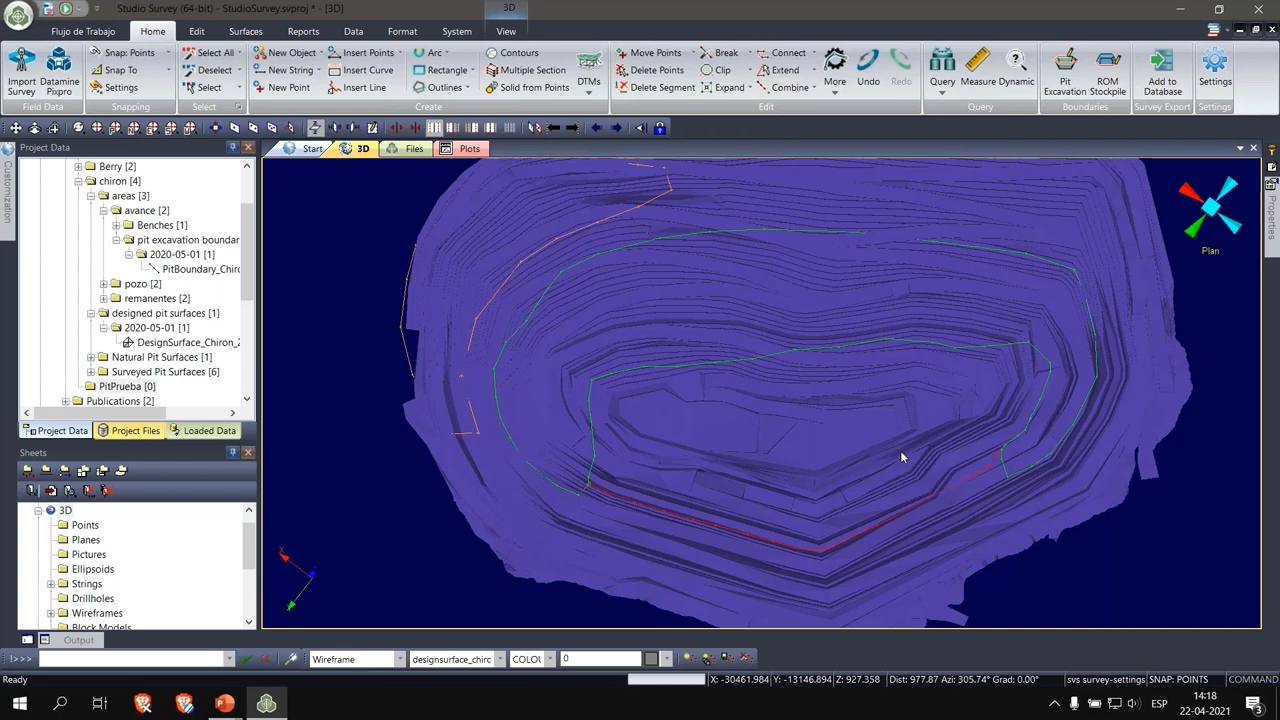 Studio Survey (64-bit) - StudioSurvey.svproj * - [3D]
3D
Flujo de Trabajo
Home
Edit
Surfaces
Reports
Data
Format
System
View
Import Survey
Datamine Pixpro
Field Data
Snap: Points
Snap To
Settings
Snapping
Select All
Deselect
Select
Select
New Object
New String
New Point
Insert Points
Insert Curve
Insert Line
Arc
Rectangle
Outlines
Contours
Multiple Section
Solid from Points
DTMs
Create
Move Points
Delete Points
Delete Segment
Break
Clip
Expand
Connect
Extend
Combine
More
Undo
Redo
Edit
Query
Measure
Dynamic
Query
Pit Excavation
ROM Stockpile
Boundaries
Add to Database
Survey Export
Settings
Settings
Customization
Project Data
Start
3D
Files
Plots
Properties
Berry [2]
chiron [4]
areas [3]
avance [2]
Benches [1]
pit excavation boundar
2020-05-01 [1]
PitBoundary_Chiro
pozo [2]
remanentes [2]
designed pit surfaces [1]
2020-05-01 [1]
DesignSurface_Chiron_2
Natural Pit Surfaces [1]
Surveyed Pit Surfaces [6]
PitPrueba [0]
Publications [2]
Project Data
Project Files
Loaded Data
Plan
Sheets
3D
Points
Planes
Pictures
Ellipsoids
Strings
Drillholes
Wireframes
Block Models
X
Output
!>>>
Wireframe
designsurface_chirc
COLOU
0
Ready
X: -30461.984
Y: -13146.894
Z: 927.358
Dist: 977.87 Azi: 305.74° Grad: 0.00°
svs survey-settings
SNAP: POINTS
COMMAND
ESP
14:18
22-04-2021
3